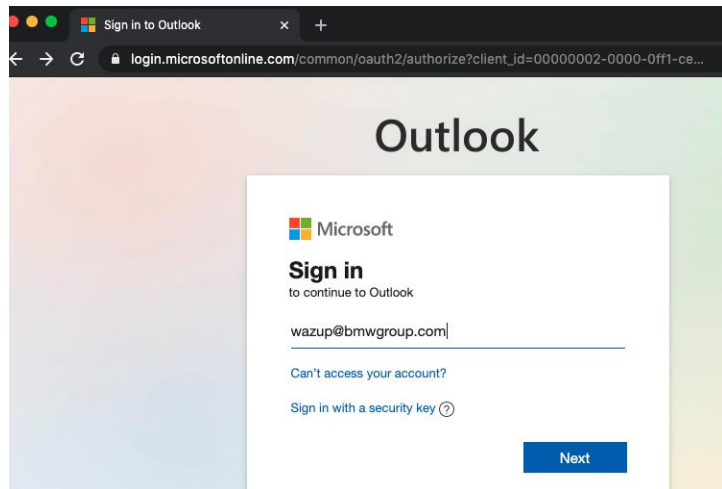 Sign in to Outlook
login.microsoftonline.com/common/oauth2/authorize?client_id=00000002-0000-0ff1-ce...
Outlook
Microsoft
Sign in
to continue to Outlook
wazup@bmwgroup.com
Can't access your account?
Sign in with a security key
Next